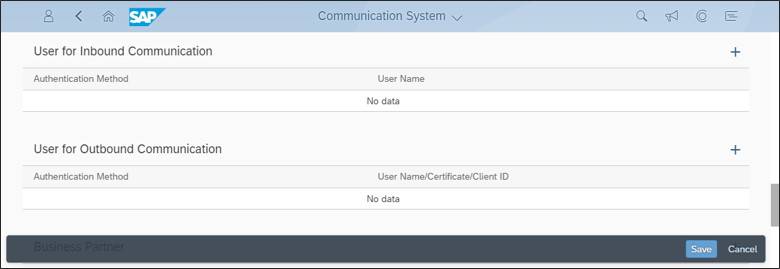 SAP Communication System
User for Inbound Communication
Authentication Method User Name
No data
User for Outbound Communication
Authentication Method User Name/Certificate/Client ID
No data
Business Partner
Save Cancel